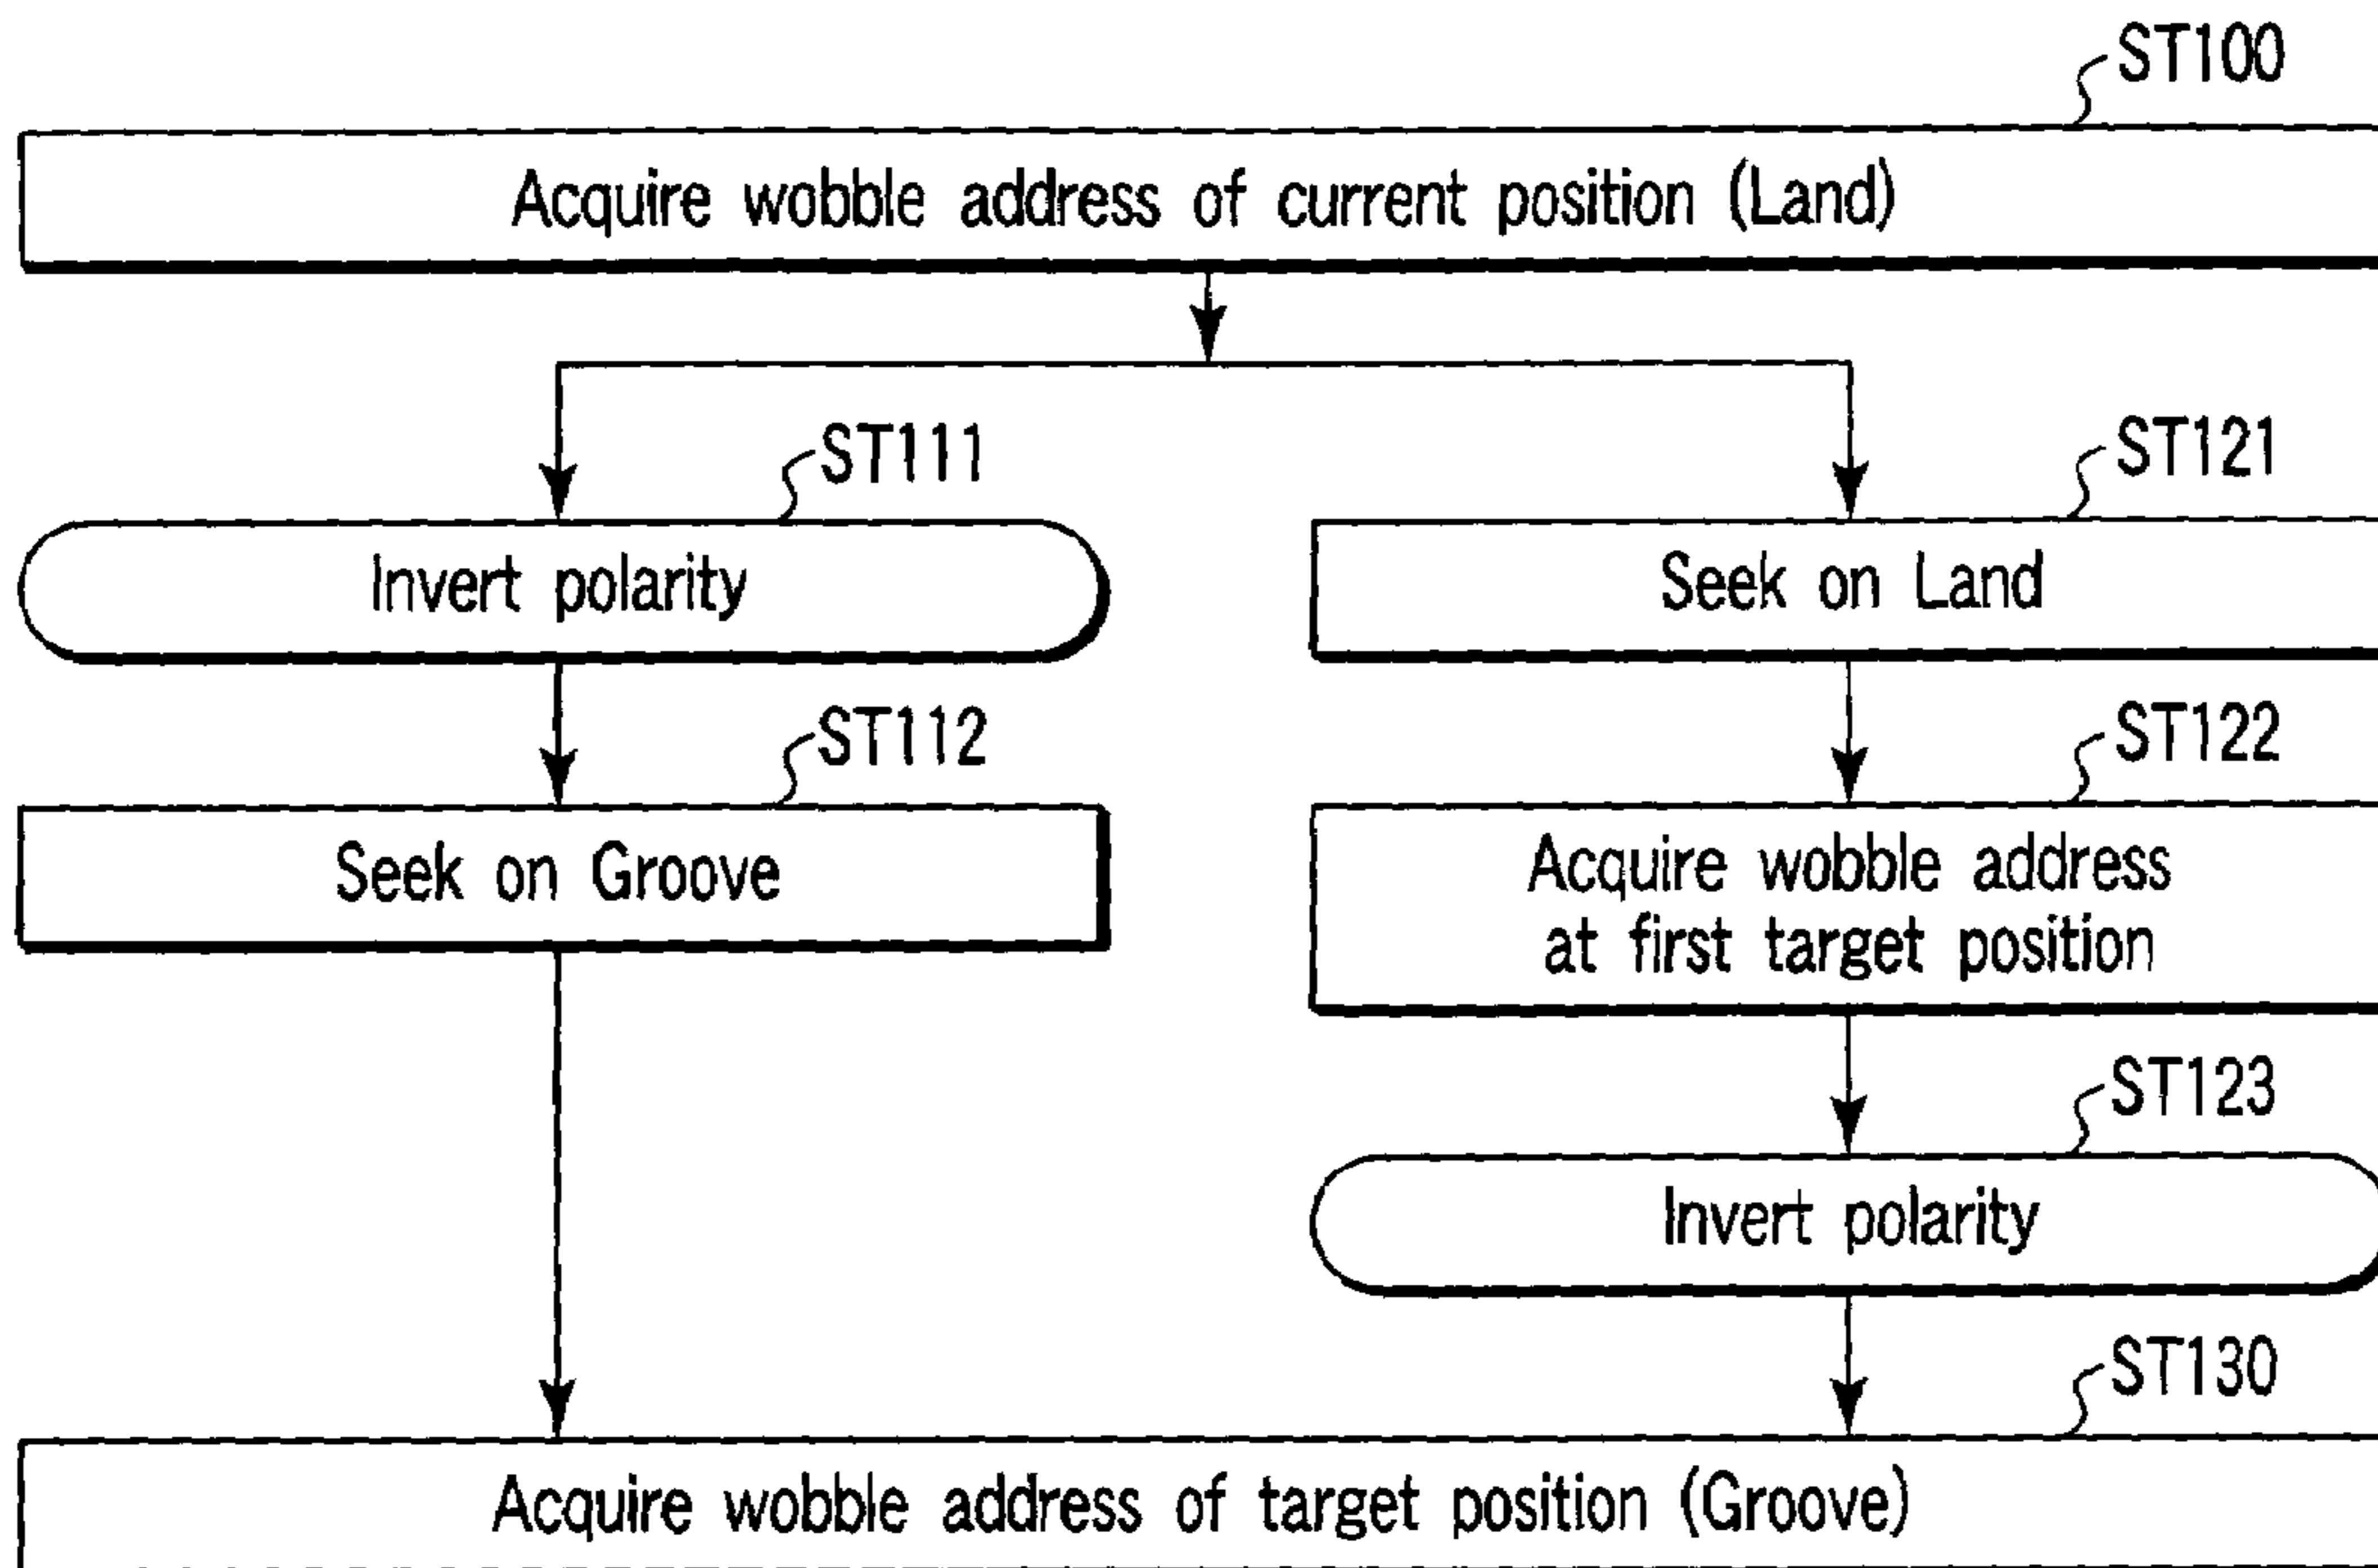 ST100
Acquire wobble address of current position (Land)
ST111
ST121
Invert polarity
Seek on Land
ST112
ST122
Seek on Groove
Acquire wobble address
at first target position
ST123
Invert polarity
ST130
Acquire wobble address of target position (Groove)